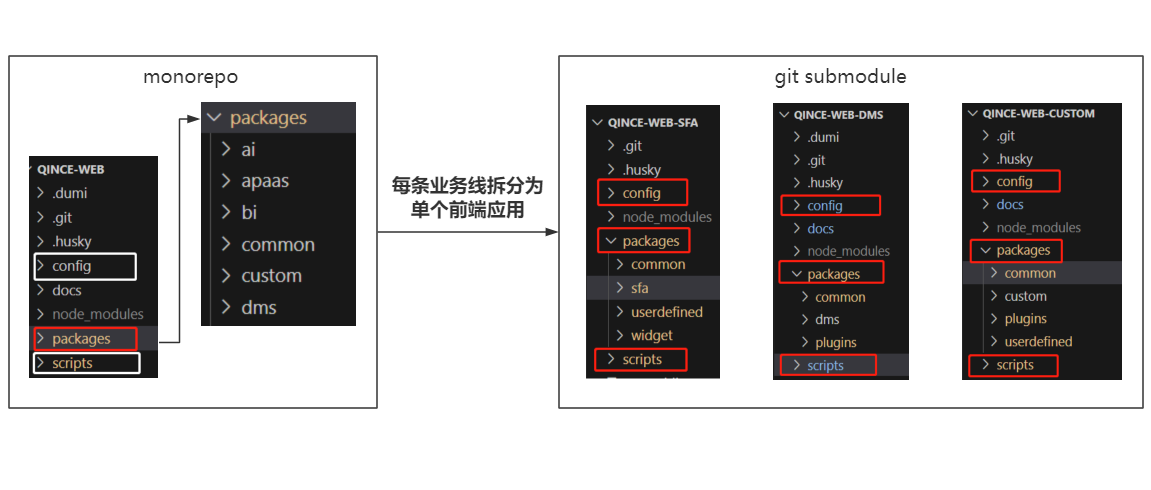 monorepo
QINCE-WEB
.dumi
.git
.husky
config
docs
node_modules
packages
scripts
packages
ai
apaas
bi
common
custom
dms
每条业务线拆分为
单个前端应用
git submodule
QINCE-WEB-SFA
.git
.husky
config
node_modules
packages
common
sfa
userdefined
widget
scripts
QINCE-WEB-DMS
.dumi
.git
.husky
config
docs
node_modules
packages
common
dms
plugins
scripts
QINCE-WEB-CUSTOM
.git
.husky
config
docs
node_modules
packages
common
custom
plugins
userdefined
scripts